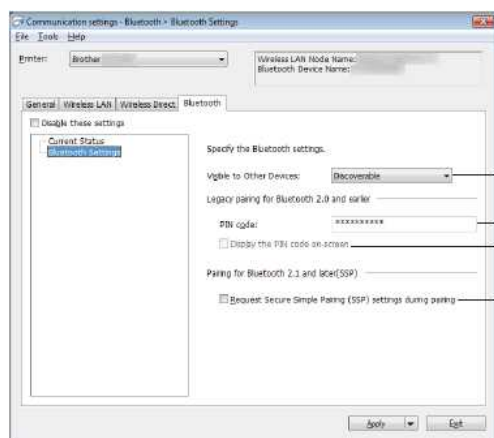 Communication settings - Bluetooth > Bluetooth Settings
File Tools Help
Printer: Brother
Wireless LAN Node Name:
Bluetooth Device Name:
General Wireless LAN Wireless Direct Bluetooth
Disable these settings
Current Status
Bluetooth Settings
Specify the Bluetooth settings.
Visible to Other Devices: Discoverable
Legacy pairing for Bluetooth 2.0 and earlier
PIN code: **********
Display the PIN code on screen
Pairing for Bluetooth 2.1 and later(SSP)
Request Secure Simple Pairing (SSP) settings during pairing
Apply Exit